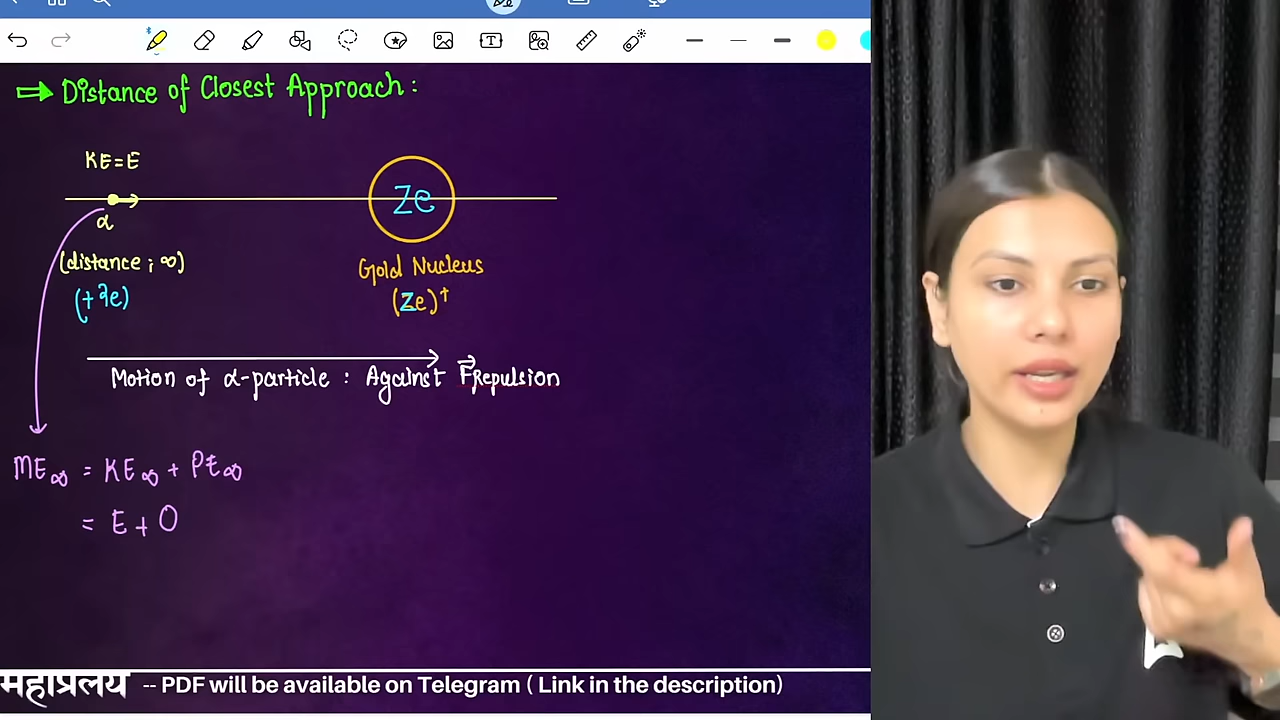 ⇒ Distance of Closest Approach :
KE = E
Ze
α
(distance ; ∞)
(+2e)
Gold Nucleus
(Ze)⁺
Motion of α-particle : Against F⃗Repulsion
ME∞ = KE∞ + PE∞
= E + 0
महाप्रलय -- PDF will be available on Telegram ( Link in the description)